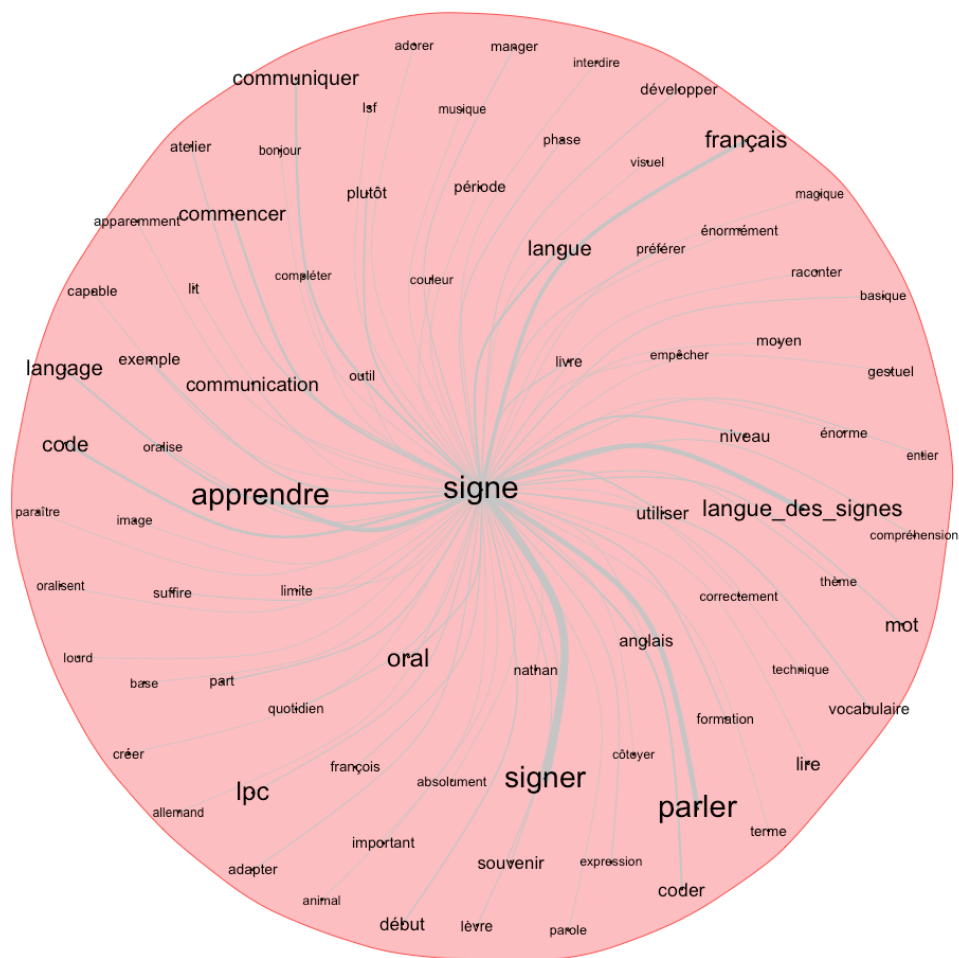 adorer
manger
interdire
communiquer
développer
lsf
musique
phase
français
atelier
bonjour
visuel
plutôt
période
magique
commencer
apparemment
énormément
langue
préférer
raconter
compléter
couleur
capable
lit
basique
moyen
empêcher
exemple
livre
langage
gestuel
outil
communication
énorme
niveau
code
oralise
entier
signe
apprendre
langue_des_signes
paraître
utiliser
image
compréhension
thème
oralisent
suffire
limite
correctement
mot
anglais
lourd
oral
nathan
technique
base
part
quotidien
vocabulaire
formation
créer
côtoyer
françois
lire
signer
absolument
lpc
parler
allemand
terme
important
souvenir
expression
adapter
coder
animal
début
lèvre
parole